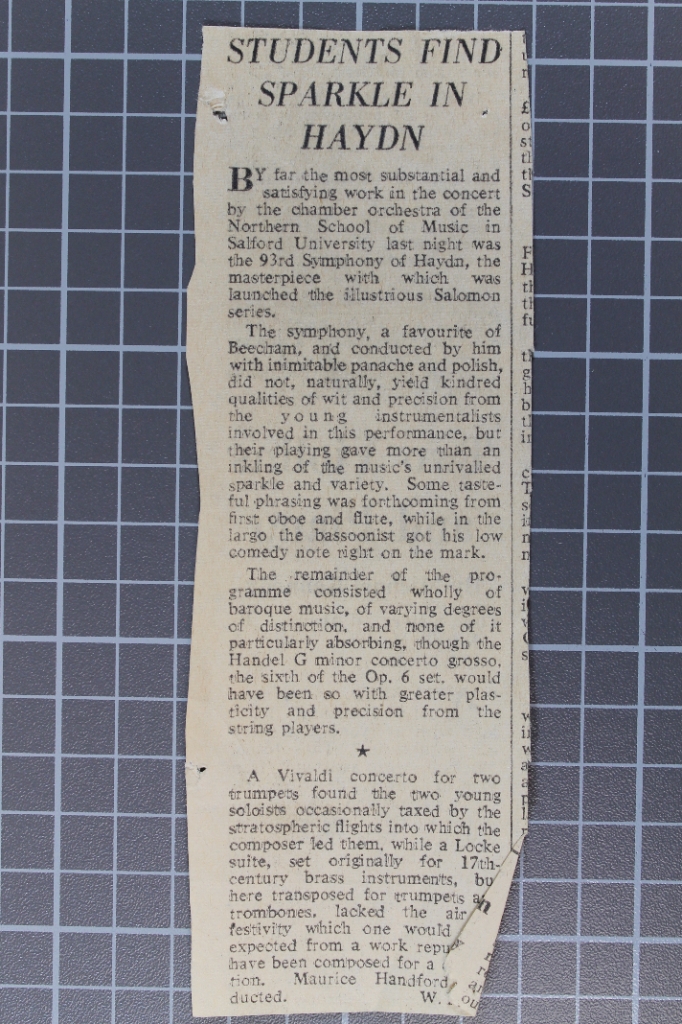 STUDENTS FIND
SPARKLE IN
HAYDN
BY far the most substantial and
satisfying work in the concert
by the chamber orchestra of the
Northern School of Music in
Salford University last night was
the 93rd Symphony of Haydn, the
masterpiece with which was
launched the illustrious Salomon
series.
The symphony, a favourite of
Beecham, and conducted by him
with inimitable panache and polish,
did not, naturally, yield kindred
qualities of wit and precision from
the young instrumentalists
involved in this performance, but
their playing gave more than an
inkling of the music's unrivalled
sparkle and variety. Some taste-
ful phrasing was forthcoming from
first oboe and flute, while in the
largo the bassoonist got his low
comedy note right on the mark.
The remainder of the pro-
gramme consisted wholly of
baroque music, of varying degrees
of distinction, and none of it
particularly absorbing, though the
Handel G minor concerto grosso,
the sixth of the Op. 6 set, would
have been so with greater plas-
ticity and precision from the
string players.
★
A Vivaldi concerto for two
trumpets found the two young
soloists occasionally taxed by the
stratospheric flights into which the
composer led them, while a Locke
suite, set originally for 17th-
century brass instruments, bu
here transposed for trumpets a
trombones, lacked the air
festivity which one would
expected from a work repu
have been composed for a
tion. Maurice Handford
ducted. W.